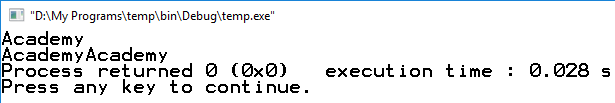 "D:\My Programs\temp\bin\Debug\temp.exe"
Academy
AcademyAcademy
Process returned 0 (0x0)   execution time : 0.028 s
Press any key to continue.